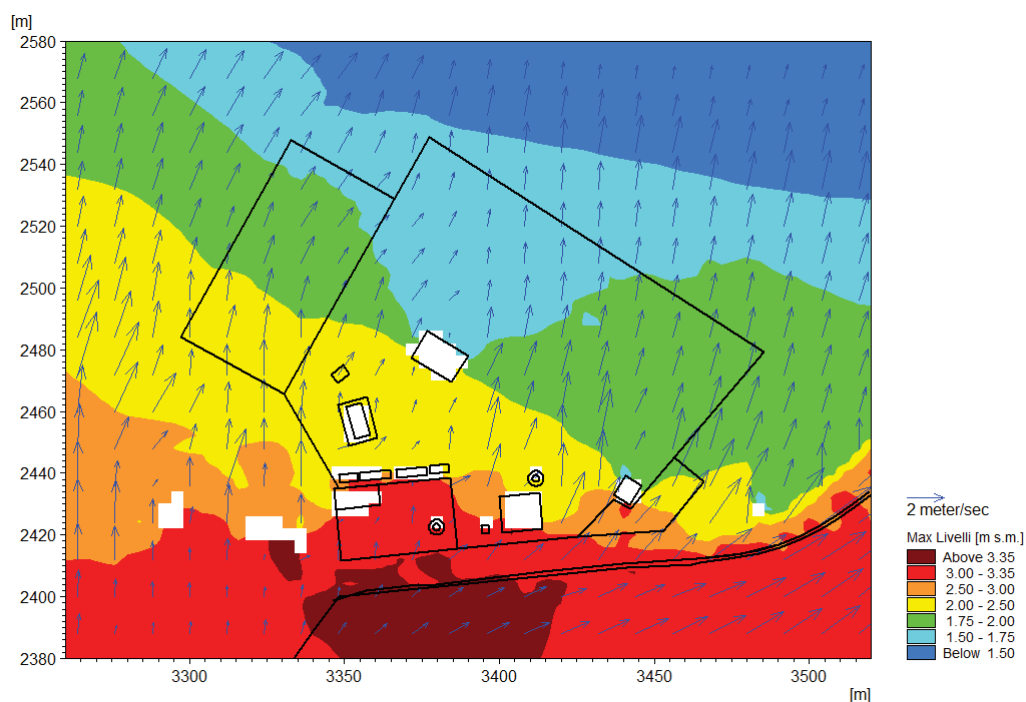 [m]
2580
2560
2540
2520
2500
2480
2460
2440
2420
2400
2380
3300 3350 3400 3450 3500
[m]
2 meter/sec
Max Livelli [m s.m.]
Above 3.35
3.00 - 3.35
2.50 - 3.00
2.00 - 2.50
1.75 - 2.00
1.50 - 1.75
Below 1.50